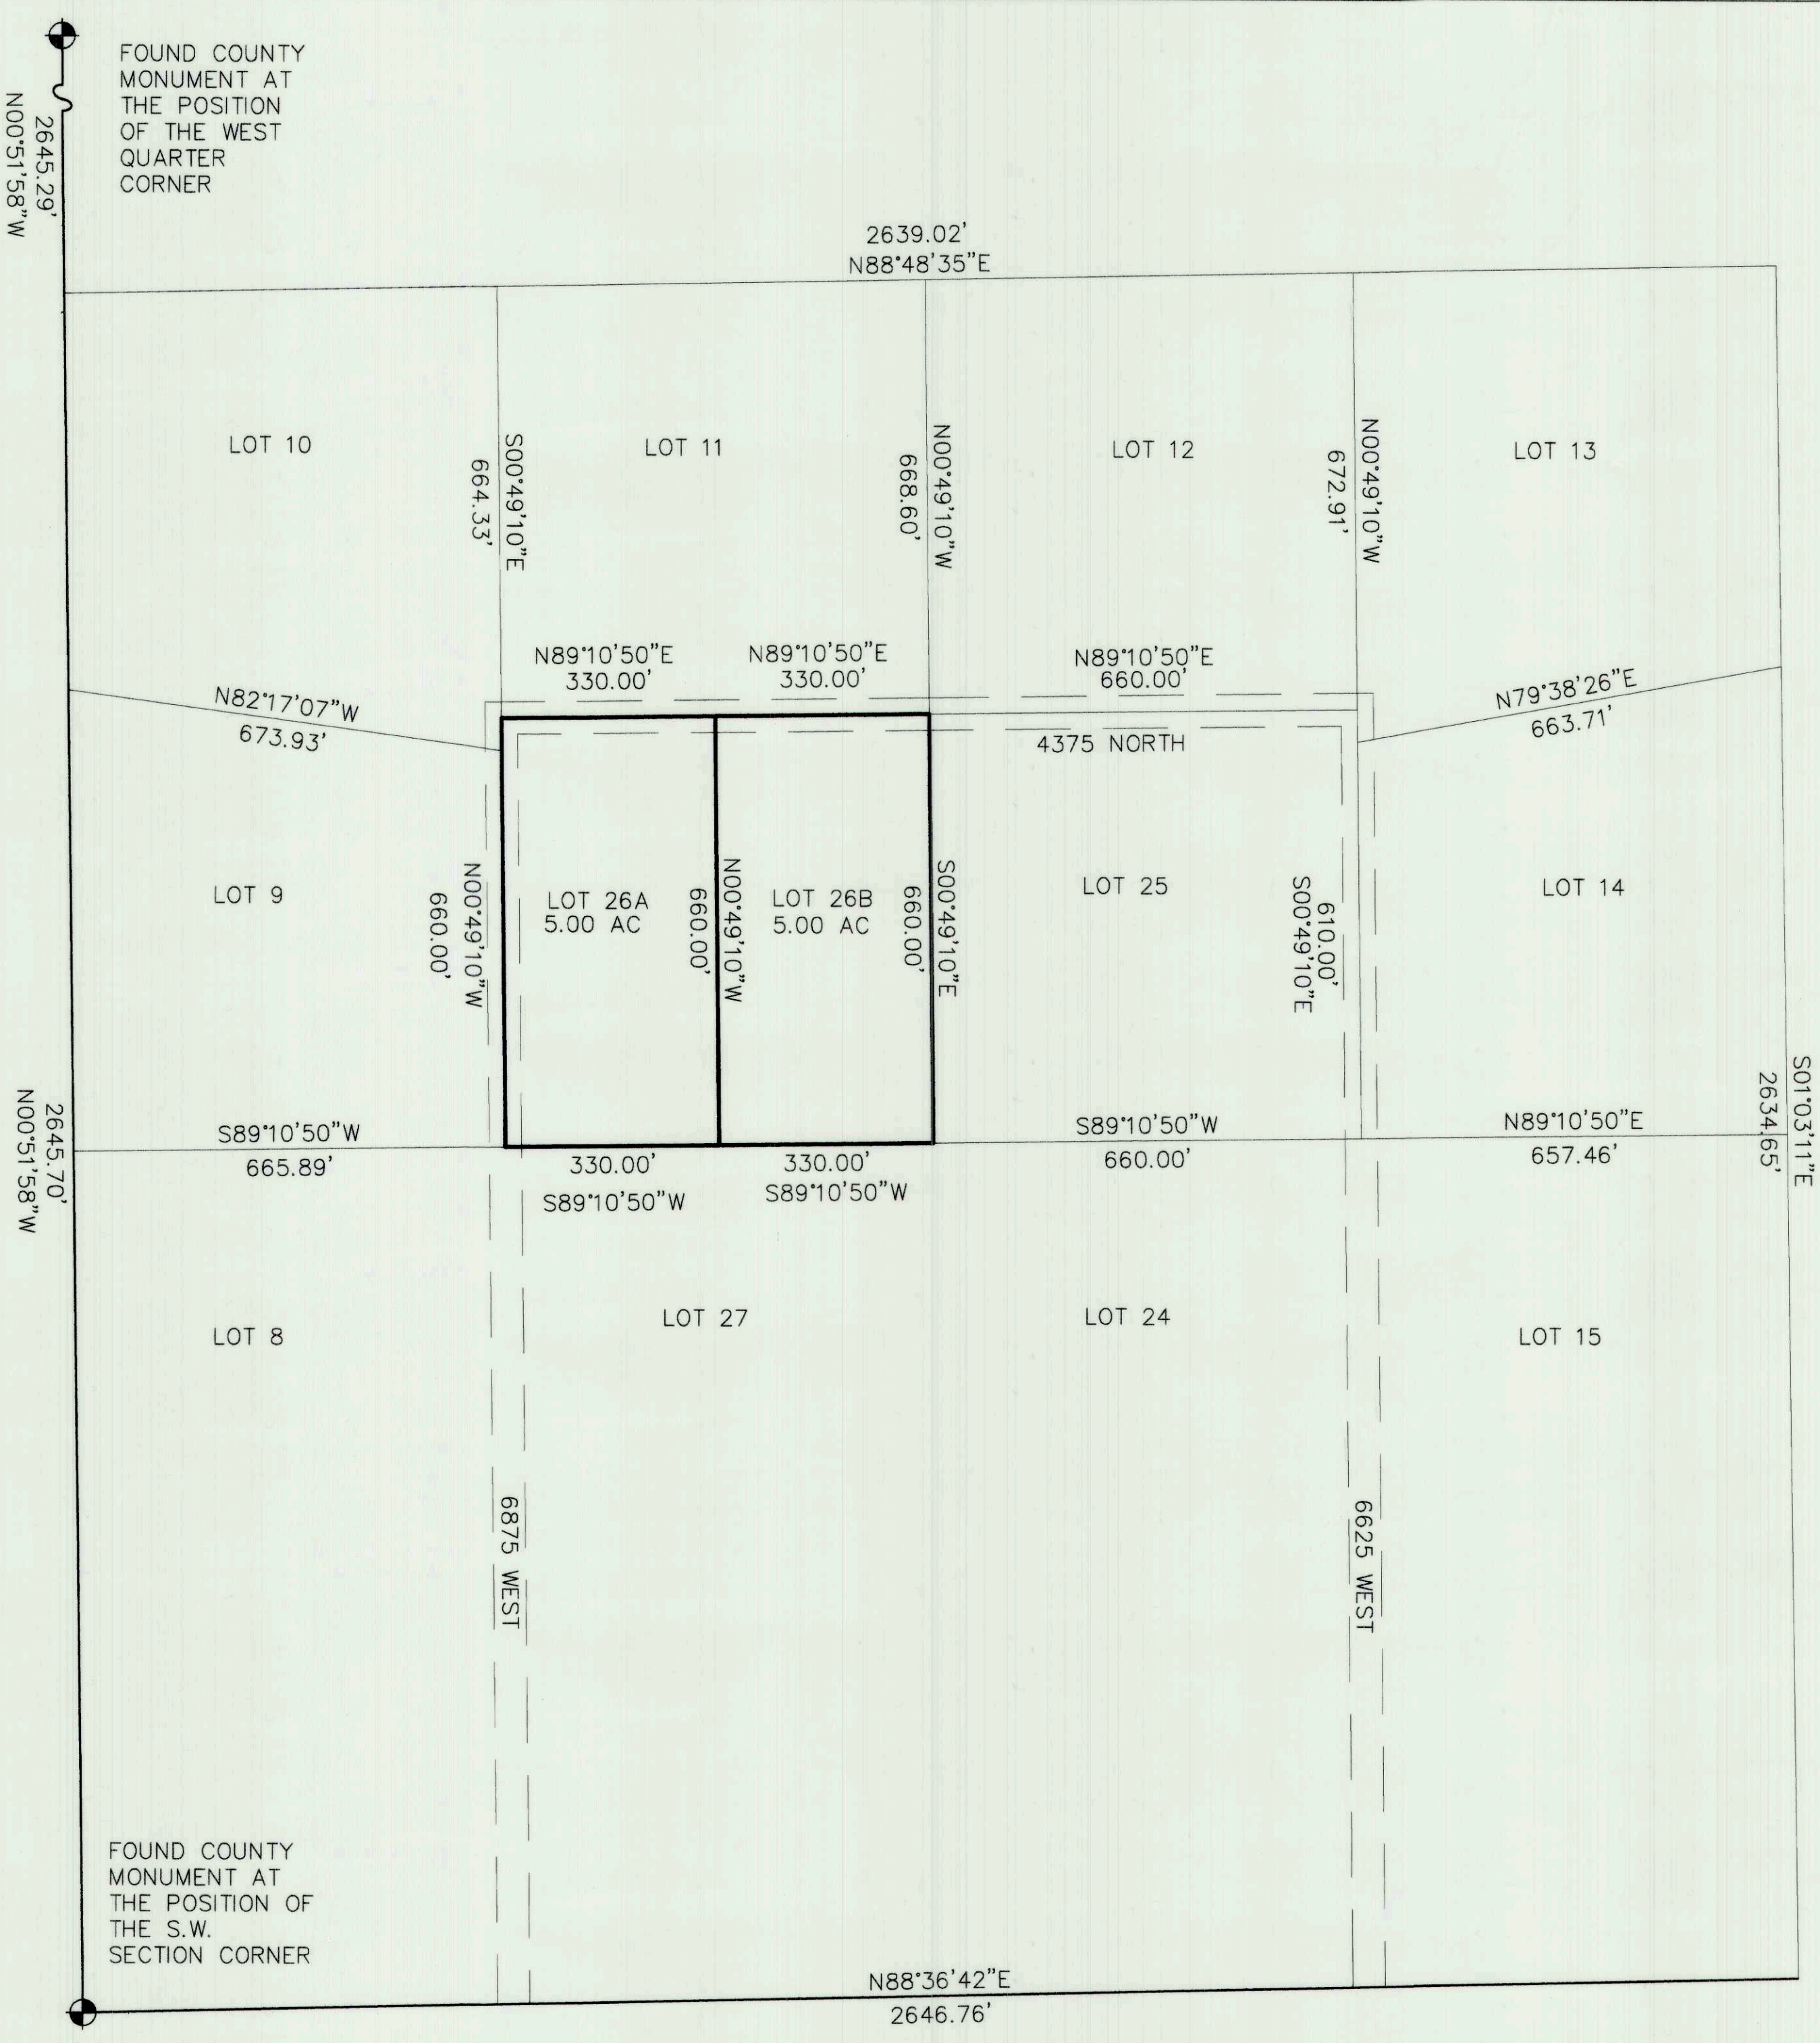 FOUND COUNTY
MONUMENT AT
THE POSITION
OF THE WEST
QUARTER
CORNER
2645.29'
N00°51'58"W
2639.02'
N88°48'35"E
LOT 10
S00°49'10"E
664.33'
LOT 11
N00°49'10"W
668.60'
LOT 12
N00°49'10"W
672.91'
LOT 13
N89°10'50"E
330.00'
N89°10'50"E
330.00'
N89°10'50"E
660.00'
N82°17'07"W
673.93'
N79°38'26"E
663.71'
4375 NORTH
LOT 9
N00°49'10"W
660.00'
LOT 26A
5.00 AC
N00°49'10"W
660.00'
LOT 26B
5.00 AC
S00°49'10"E
660.00'
LOT 25
610.00'
S00°49'10"E
LOT 14
S01°03'11"E
2634.65'
2645.70'
N00°51'58"W
S89°10'50"W
665.89'
330.00'
S89°10'50"W
330.00'
S89°10'50"W
S89°10'50"W
660.00'
N89°10'50"E
657.46'
LOT 8
LOT 27
LOT 24
LOT 15
6875 WEST
6625 WEST
FOUND COUNTY
MONUMENT AT
THE POSITION OF
THE S.W.
SECTION CORNER
N88°36'42"E
2646.76'